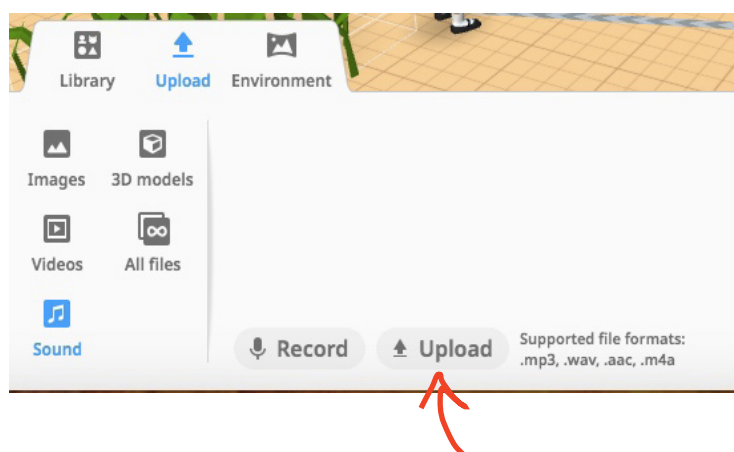 Library Upload Environment
Images 3D models
Videos All files
Sound
Record Upload
Supported file formats:
.mp3, .wav, .aac, .m4a